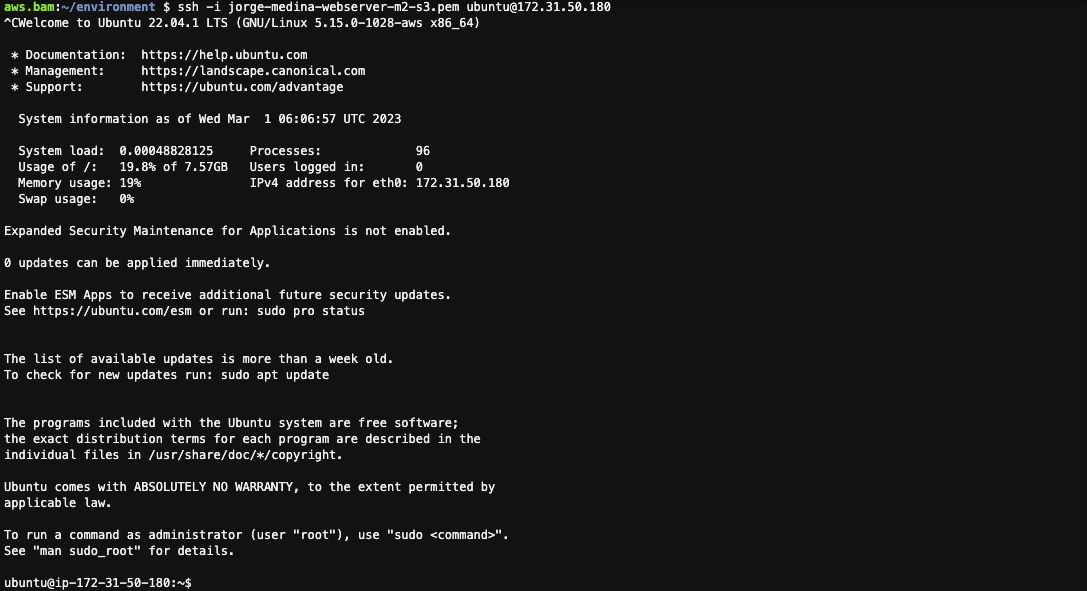 aws.bam:~/environment $ ssh -i jorge-medina-webserver-m2-s3.pem ubuntu@172.31.50.180
^CWelcome to Ubuntu 22.04.1 LTS (GNU/Linux 5.15.0-1028-aws x86_64)
* Documentation: https://help.ubuntu.com
* Management: https://landscape.canonical.com
* Support: https://ubuntu.com/advantage
System information as of Wed Mar 1 06:06:57 UTC 2023
System load: 0.00048828125 Processes: 96
Usage of /: 19.8% of 7.57GB Users logged in: 0
Memory usage: 19% IPv4 address for eth0: 172.31.50.180
Swap usage: 0%
Expanded Security Maintenance for Applications is not enabled.
0 updates can be applied immediately.
Enable ESM Apps to receive additional future security updates.
See https://ubuntu.com/esm or run: sudo pro status
The list of available updates is more than a week old.
To check for new updates run: sudo apt update
The programs included with the Ubuntu system are free software;
the exact distribution terms for each program are described in the
individual files in /usr/share/doc/*/copyright.
Ubuntu comes with ABSOLUTELY NO WARRANTY, to the extent permitted by
applicable law.
To run a command as administrator (user "root"), use "sudo <command>".
See "man sudo_root" for details.
ubuntu@ip-172-31-50-180:~$